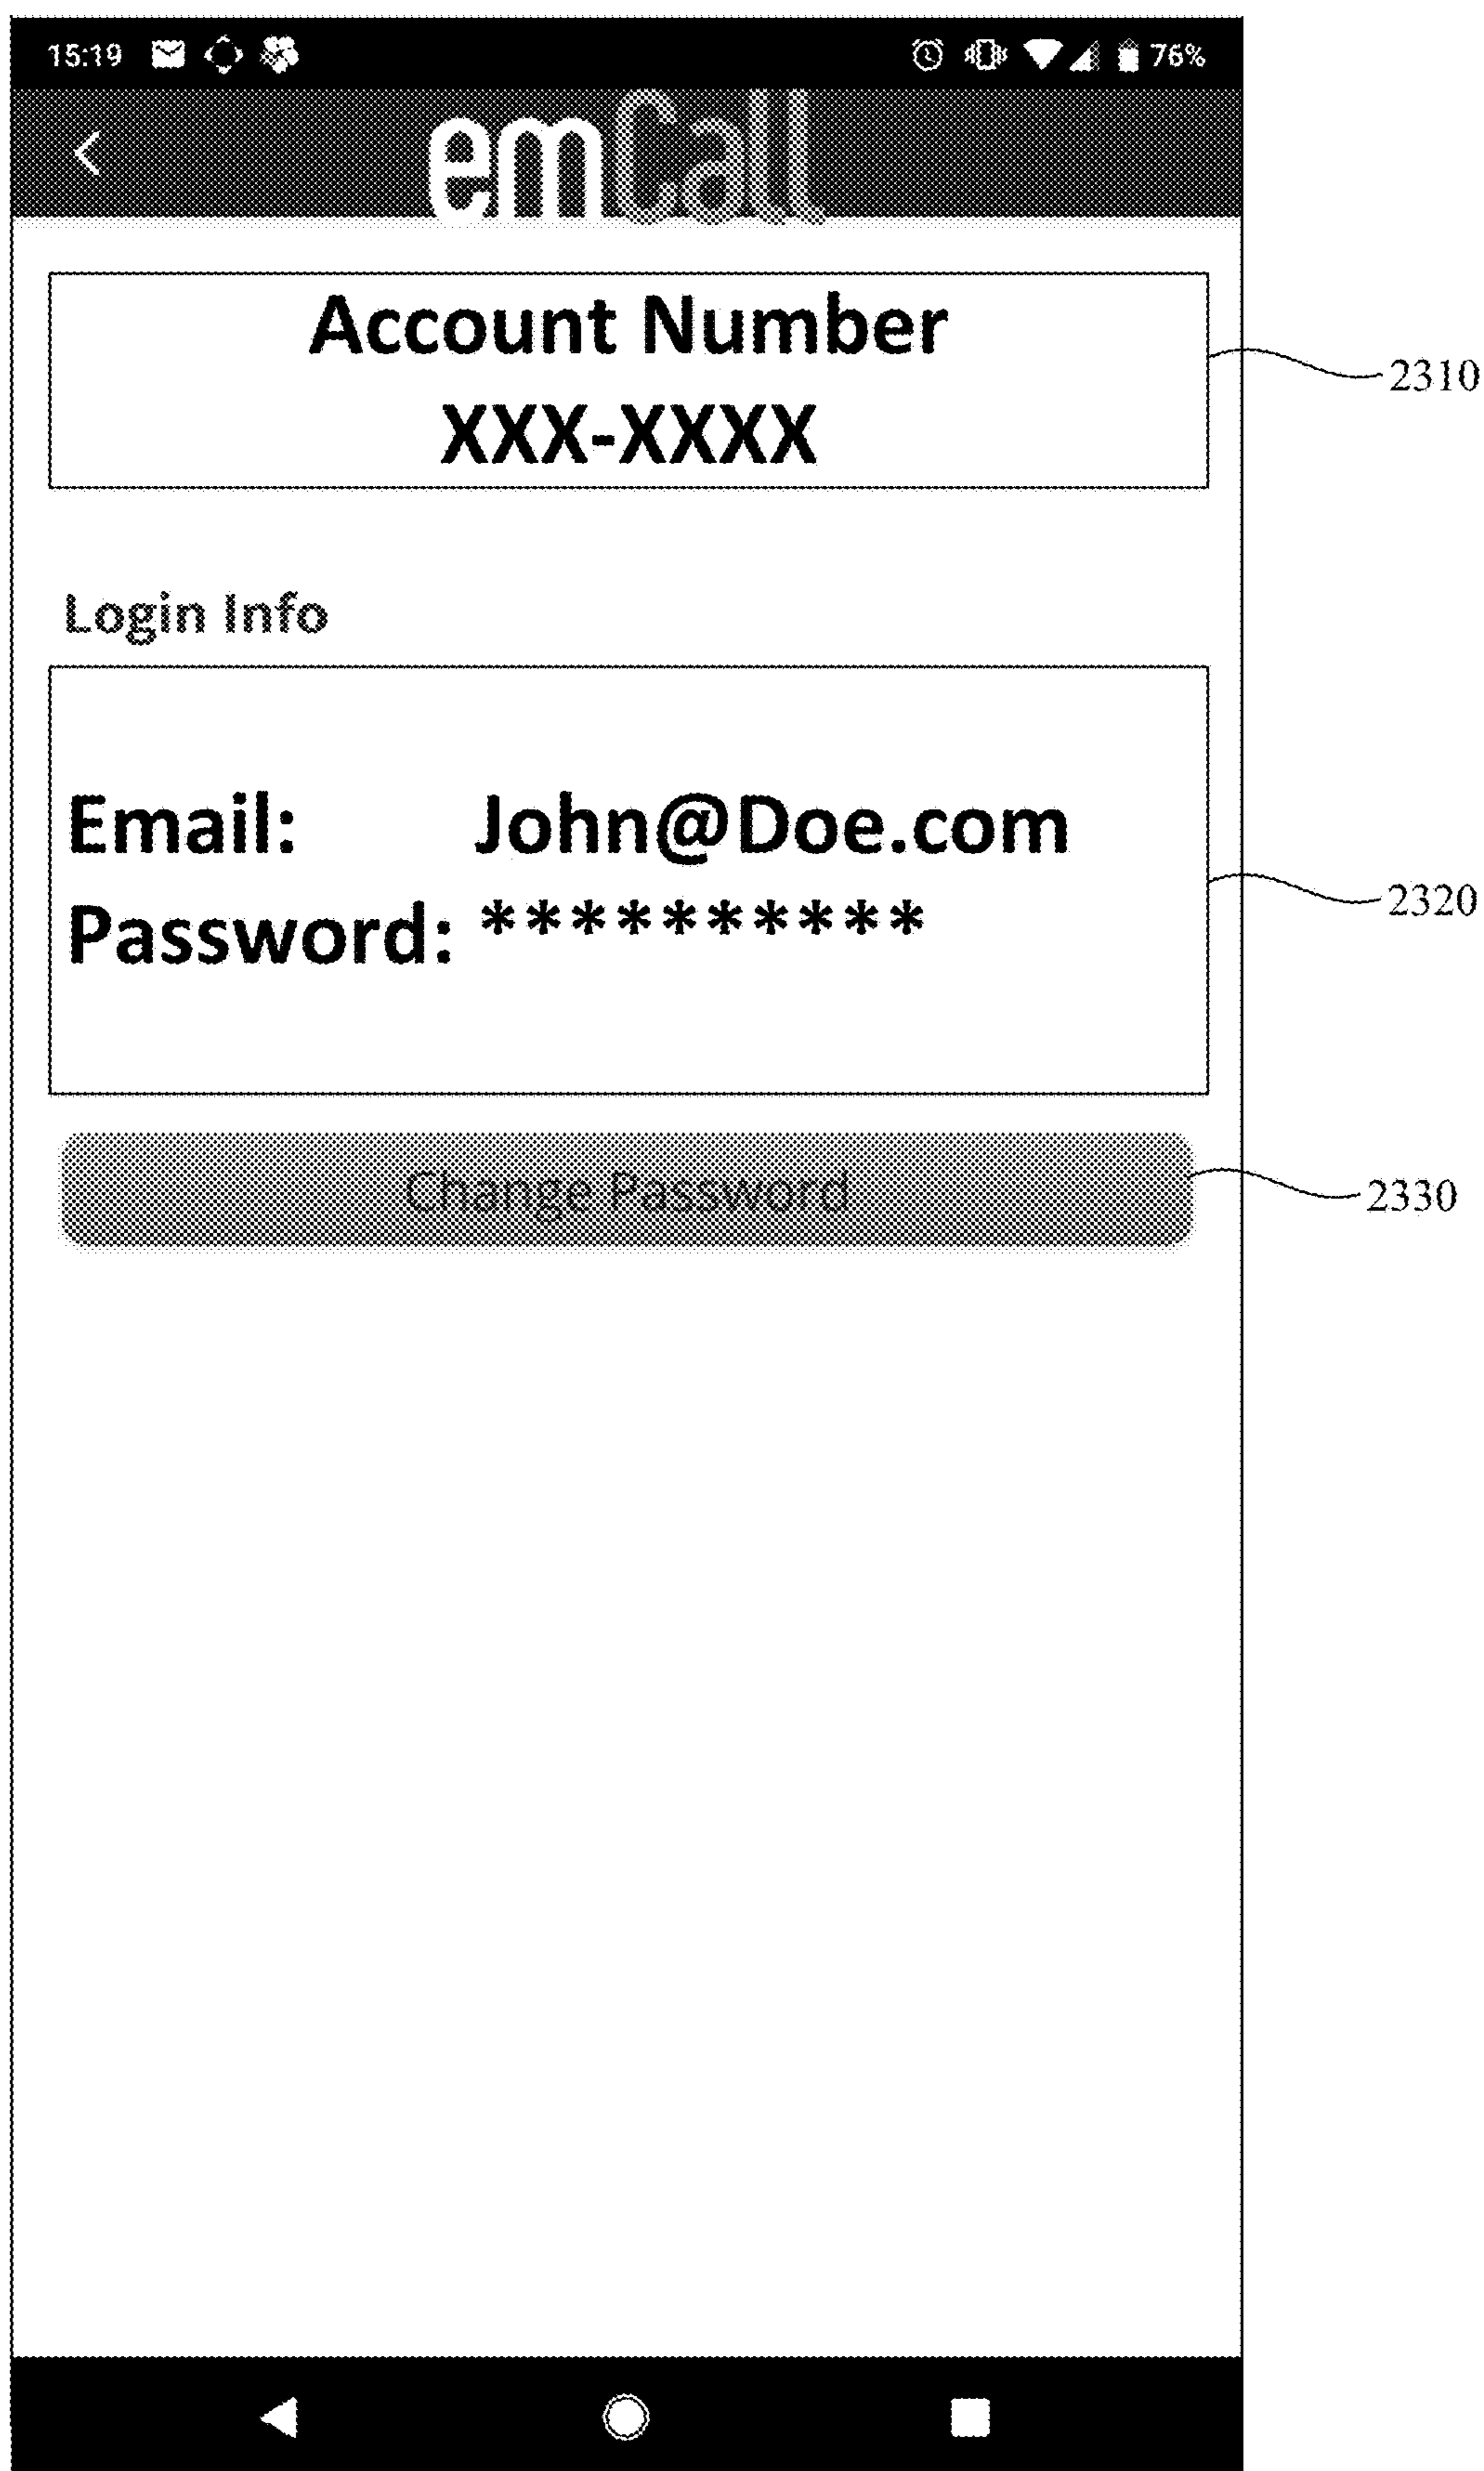 15:19 76%
emCall
Account Number
XXX-XXXX
2310
Login Info
Email: John@Doe.com
Password: **********
2320
Change Password
2330